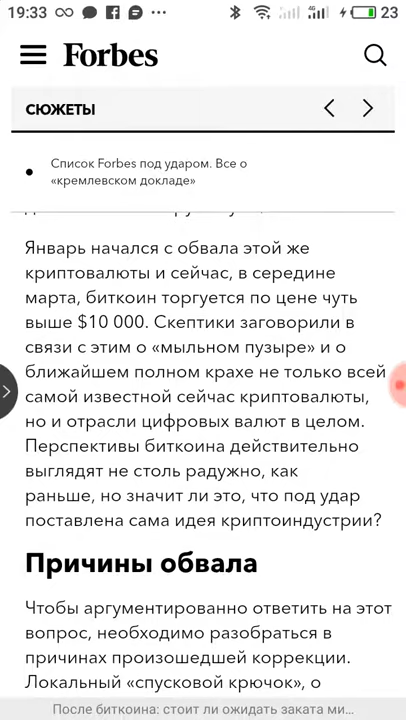 19:33
4G
23
Forbes
СЮЖЕТЫ
Список Forbes под ударом. Все о
«кремлевском докладе»
Январь начался с обвала этой же
криптовалюты и сейчас, в середине
марта, биткоин торгуется по цене чуть
выше $10 000. Скептики заговорили в
связи с этим о «мыльном пузыре» и о
ближайшем полном крахе не только всей
самой известной сейчас криптовалюты,
но и отрасли цифровых валют в целом.
Перспективы биткоина действительно
выглядят не столь радужно, как
раньше, но значит ли это, что под удар
поставлена сама идея криптоиндустрии?
Причины обвала
Чтобы аргументированно ответить на этот
вопрос, необходимо разобраться в
причинах произошедшей коррекции.
Локальный «спусковой крючок», о
После биткоина: стоит ли ожидать заката ми...